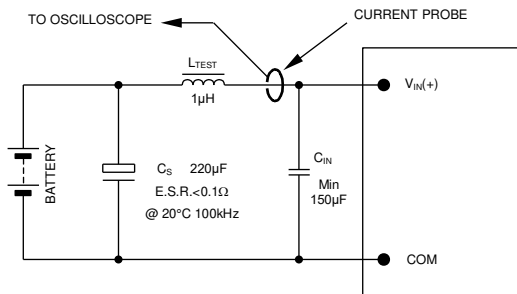 TO OSCILLOSCOPE
CURRENT PROBE
LTEST
1µH
VIN(+)
BATTERY
CS 220µF
E.S.R.<0.1Ω
@ 20°C 100kHz
CIN
Min
150µF
COM